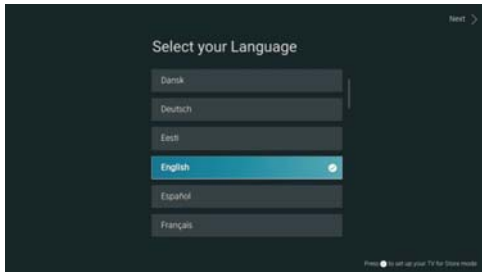 Next
Select your Language
Dansk
Deutsch
Eesti
English
Español
Français
Press to set up your TV for Store mode